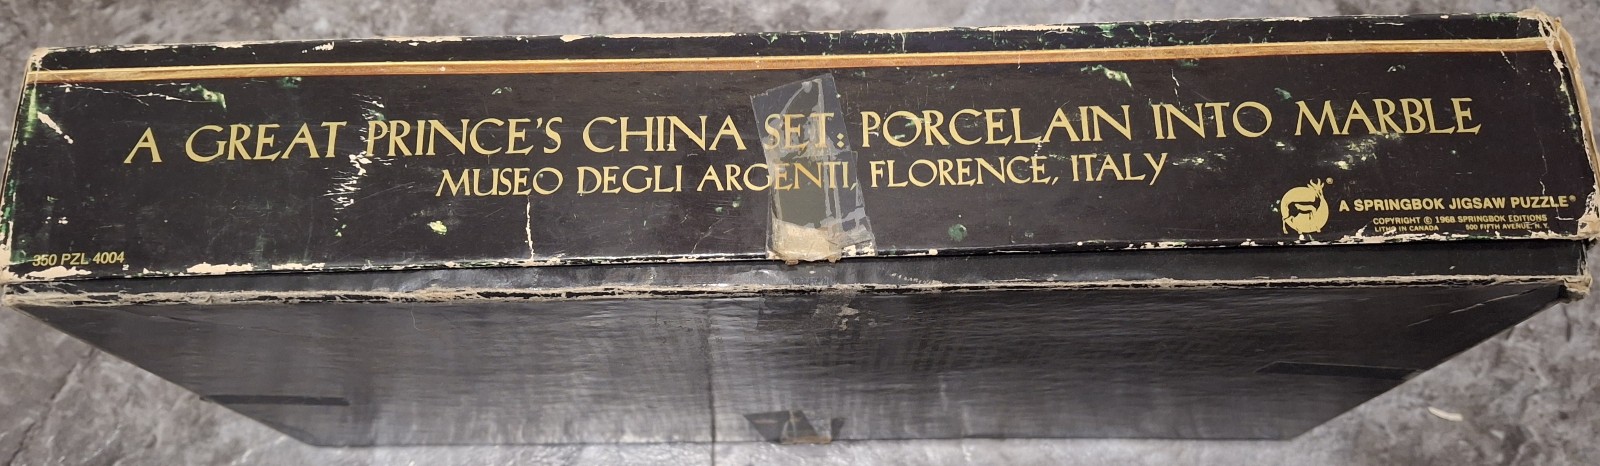 A GREAT PRINCE'S CHINA SET: PORCELAIN INTO MARBLE
MUSEO DEGLI ARGENTI, FLORENCE, ITALY
A SPRINGBOK JIGSAW PUZZLE®
COPYRIGHT © 1968 SPRINGBOK EDITIONS
LITHO IN CANADA 500 FIFTH AVENUE, N.Y.
350 PZL 4004